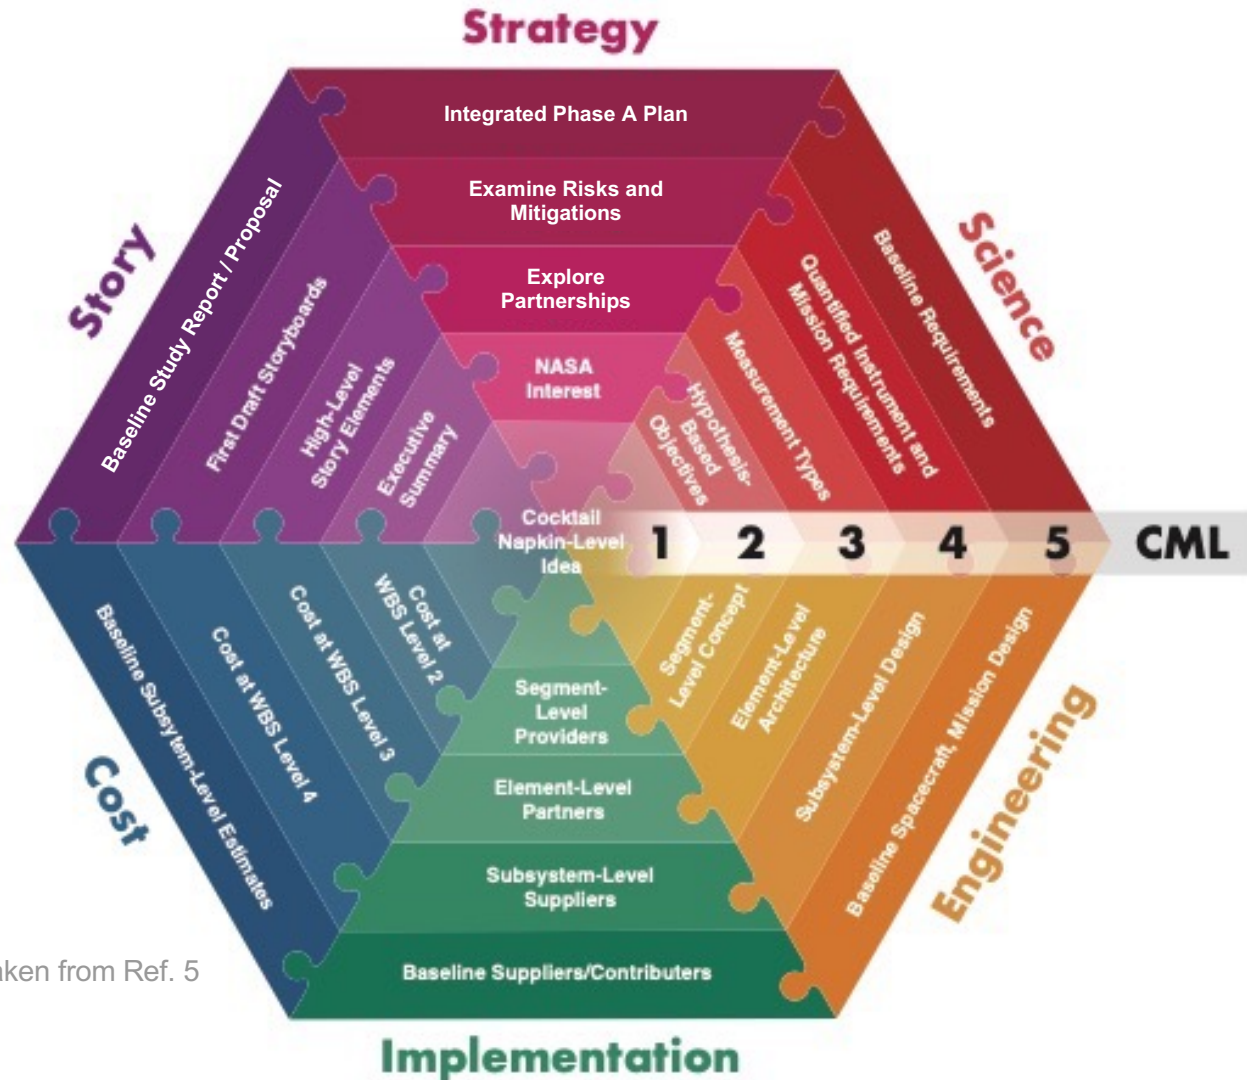 Strategy
Integrated Phase A Plan
Examine Risks and
Mitigations
Explore
Partnerships
NASA
Interest
Story
Baseline Study Report / Proposal
First Draft Storyboards
High-Level
Story Elements
Executive
Summary
Science
Baseline Requirements
Quantified Instrument and
Mission Requirements
Measurement Types
Hypothesis-
Based
Objectives
Cocktail
Napkin-Level
Idea
1 2 3 4 5 CML
Cost
Baseline Subsytem-Level Estimates
Cost at WBS Level 4
Cost at WBS Level 3
Cost at
WBS Level 2
Segment-
Level
Providers
Element-Level
Partners
Subsystem-Level
Suppliers
Baseline Suppliers/Contributers
Implementation
Segment-
Level Concept
Element-Level
Architecture
Subsystem-Level Design
Baseline Spacecraft, Mission Design
Engineering
aken from Ref. 5